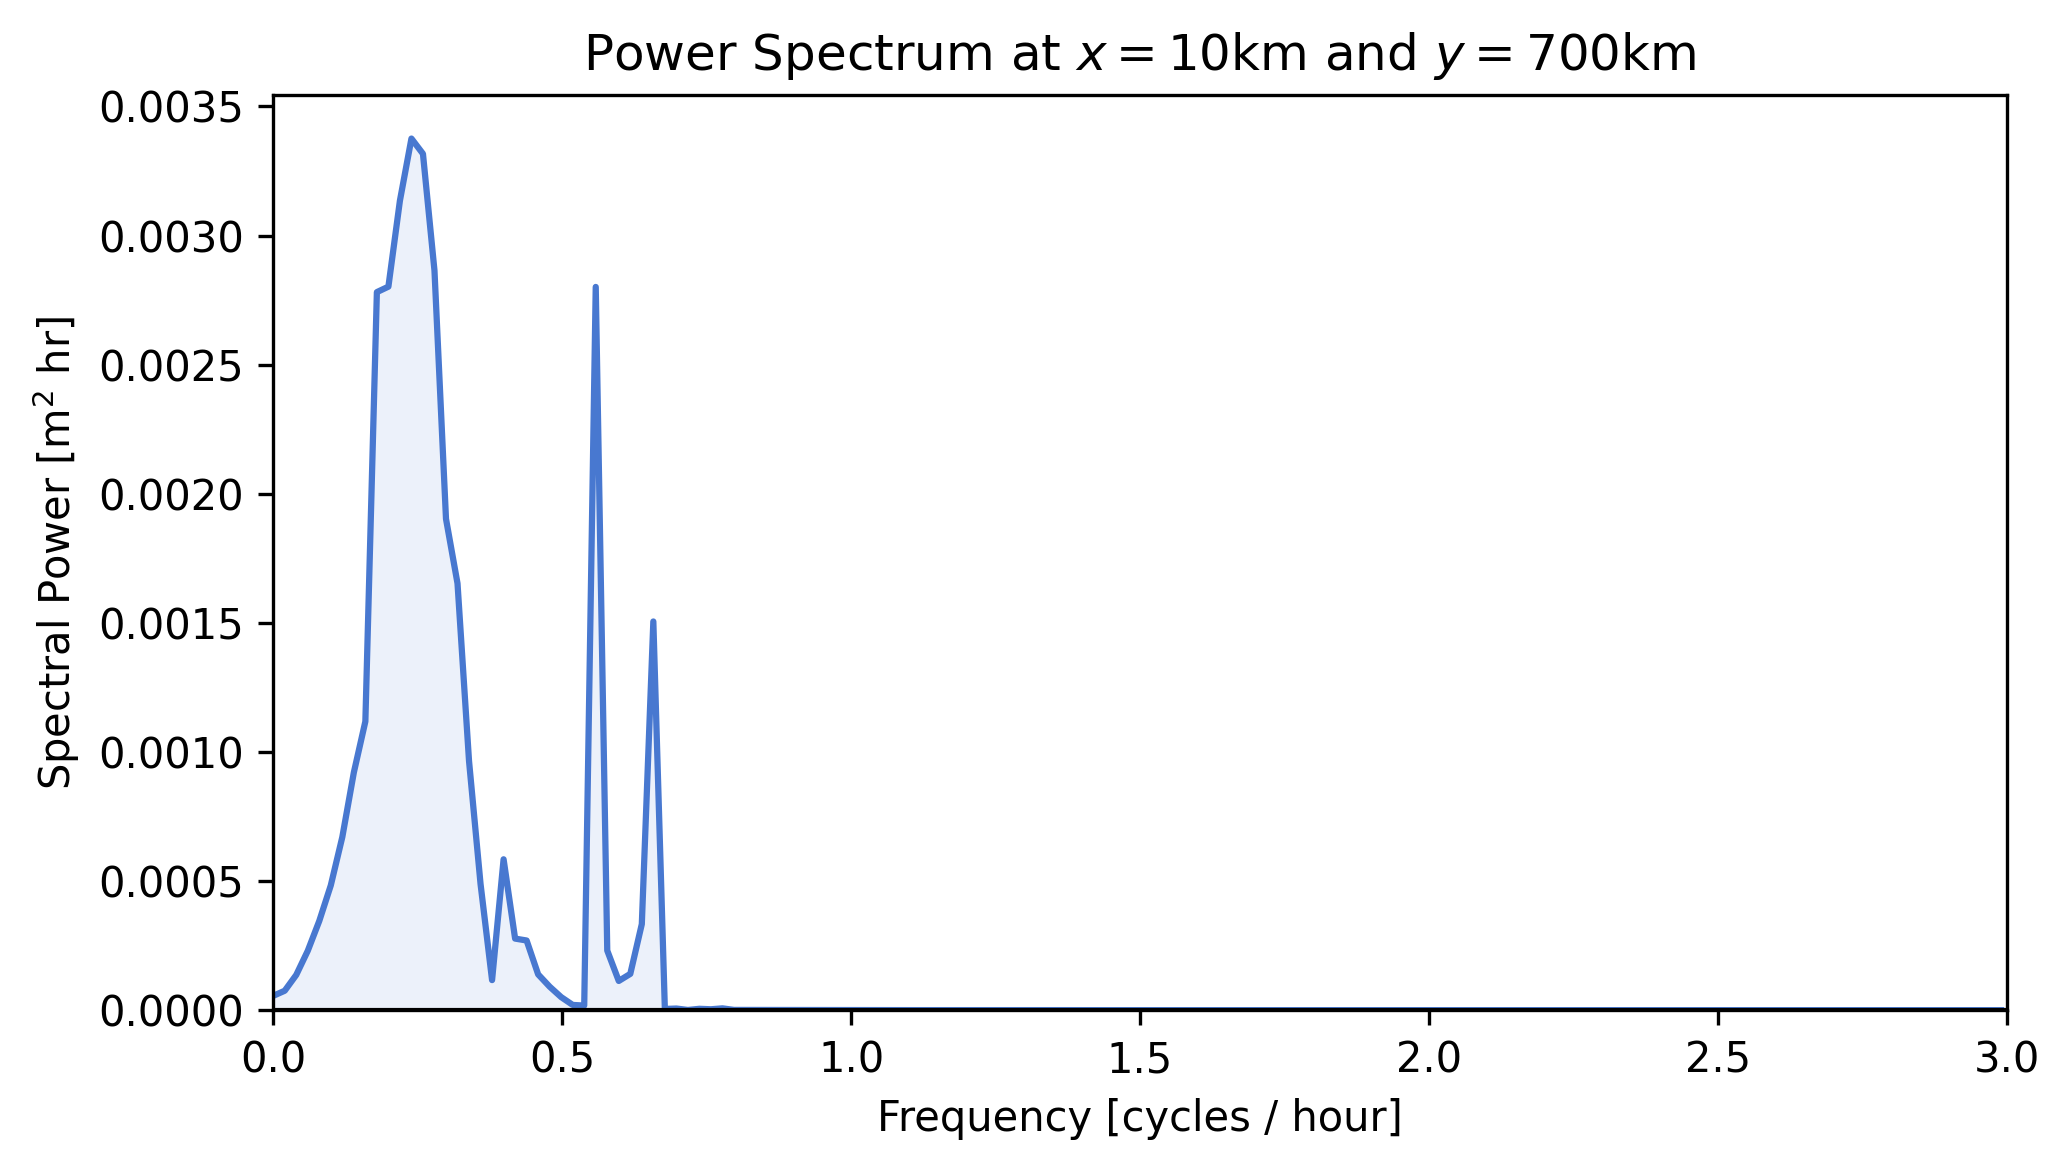 Power Spectrum at x = 10km and y = 700km
Spectral Power [m² hr]
0.0035
0.0030
0.0025
0.0020
0.0015
0.0010
0.0005
0.0000
0.0 0.5 1.0 1.5 2.0 2.5 3.0
Frequency [cycles / hour]